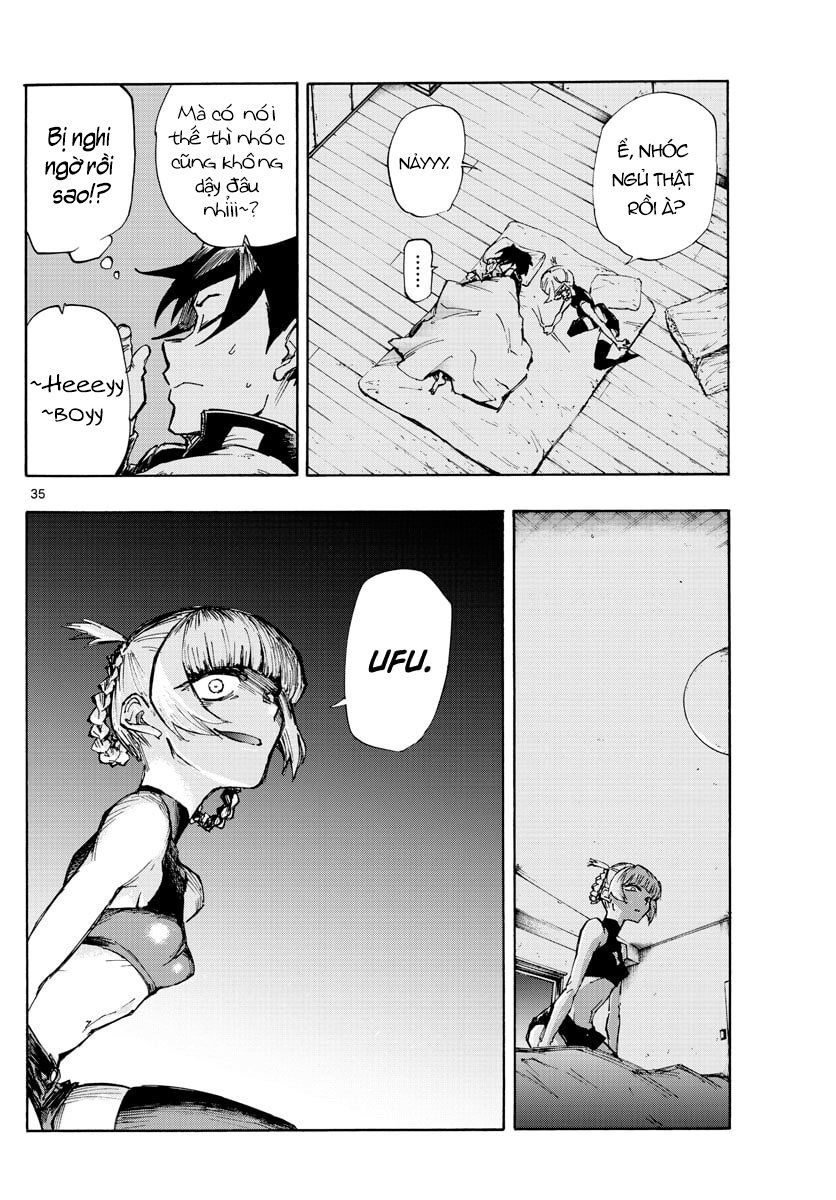 Ể, NHÓC
NGỦ THẬT
RỒI À?
NÀYYY.
......
Mà có nói
thế thì nhóc
cũng không
dậy đâu
nhỉii~?
Bị nghi
ngờ rồi
sao!?
~Heeeyy
~BOYY
35
UFU.